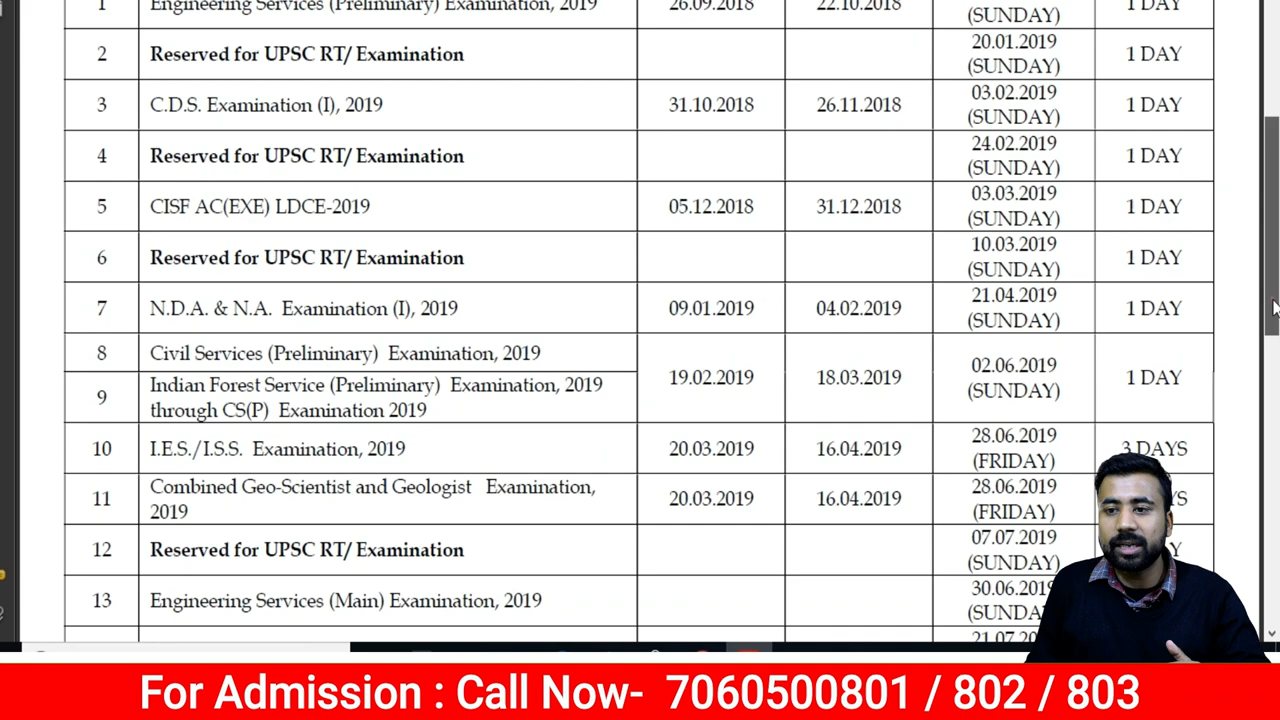 1 Engineering Services (Preliminary) Examination, 2019 26.09.2018 22.10.2018 (SUNDAY) 1 DAY
2 Reserved for UPSC RT/ Examination 20.01.2019 (SUNDAY) 1 DAY
3 C.D.S. Examination (I), 2019 31.10.2018 26.11.2018 03.02.2019 (SUNDAY) 1 DAY
4 Reserved for UPSC RT/ Examination 24.02.2019 (SUNDAY) 1 DAY
5 CISF AC(EXE) LDCE-2019 05.12.2018 31.12.2018 03.03.2019 (SUNDAY) 1 DAY
6 Reserved for UPSC RT/ Examination 10.03.2019 (SUNDAY) 1 DAY
7 N.D.A. & N.A. Examination (I), 2019 09.01.2019 04.02.2019 21.04.2019 (SUNDAY) 1 DAY
8 Civil Services (Preliminary) Examination, 2019 19.02.2019 18.03.2019 02.06.2019 (SUNDAY) 1 DAY
9 Indian Forest Service (Preliminary) Examination, 2019
through CS(P) Examination 2019
10 I.E.S./I.S.S. Examination, 2019 20.03.2019 16.04.2019 28.06.2019 (FRIDAY) 3 DAYS
11 Combined Geo-Scientist and Geologist Examination,
2019 20.03.2019 16.04.2019 28.06.2019 (FRIDAY)
12 Reserved for UPSC RT/ Examination 07.07.2019 (SUNDAY)
13 Engineering Services (Main) Examination, 2019 30.06.2019
For Admission : Call Now- 7060500801 / 802 / 803